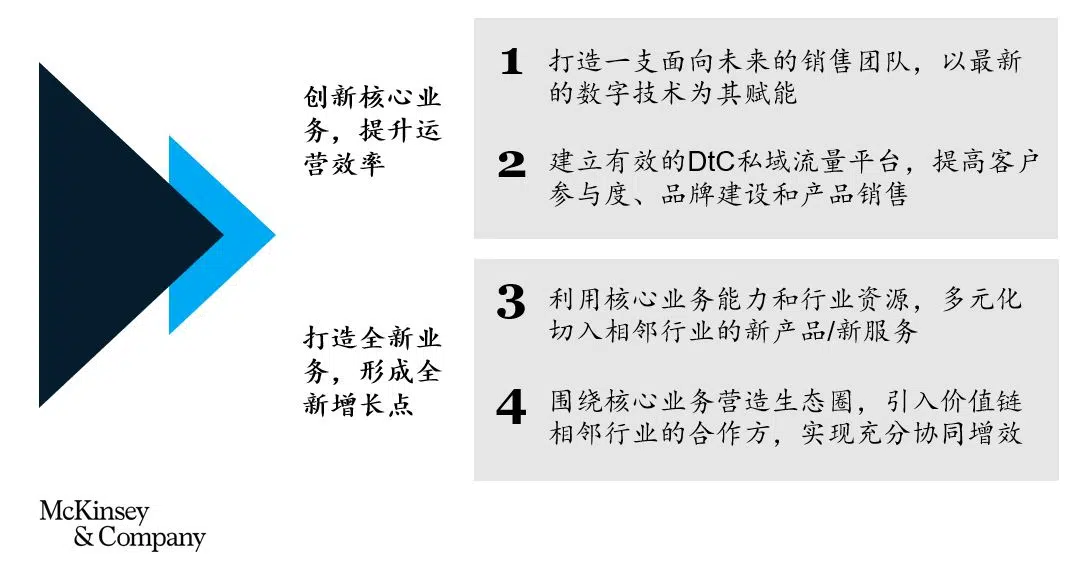 创新核心业
务，提升运
营效率
1 打造一支面向未来的销售团队，以最新
的数字技术为其赋能
2 建立有效的DtC私域流量平台，提高客户
参与度、品牌建设和产品销售
打造全新业
务，形成全
新增长点
3 利用核心业务能力和行业资源，多元化
切入相邻行业的新产品/新服务
4 围绕核心业务营造生态圈，引入价值链
相邻行业的合作方，实现充分协同增效
McKinsey
& Company